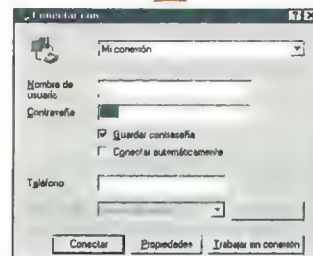 Conectar con
Mi conexión
Nombre de
usuario
Contraseña
Guardar contraseña
Conectar automáticamente
Teléfono
Conectar
Propiedades
Trabajar sin conexión